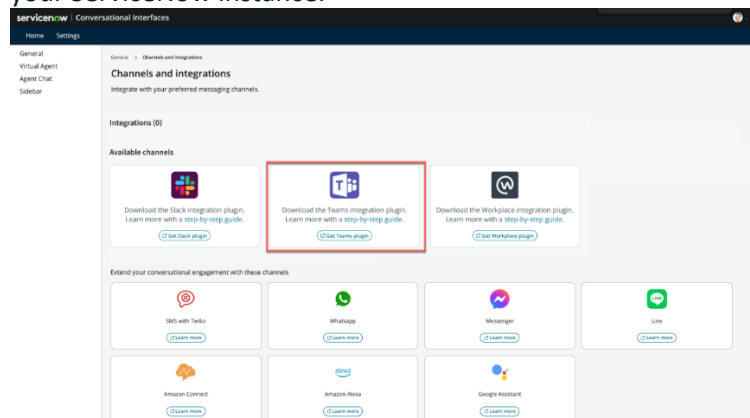 your ServiceNow instance.
servicenow | Conversational Interfaces
Home Settings
General
Virtual Agent
Agent Chat
Sidebar
General > Channels and integrations
Channels and integrations
Integrate with your preferred messaging channels.
Integrations (0)
Available channels
Download the Slack integration plugin.
Learn more with a step-by-step guide.
Get Slack plugin
Download the Teams integration plugin.
Learn more with a step-by-step guide.
Get Teams plugin
Download the Workplace integration plugin.
Learn more with a step-by-step guide.
Get Workplace plugin
Extend your conversational engagement with these channels
SMS with Twilio
Learn more
Whatsapp
Learn more
Messenger
Learn more
LINE
Line
Learn more
Amazon Connect
Learn more
alexa
Amazon Alexa
Learn more
Google Assistant
Learn more